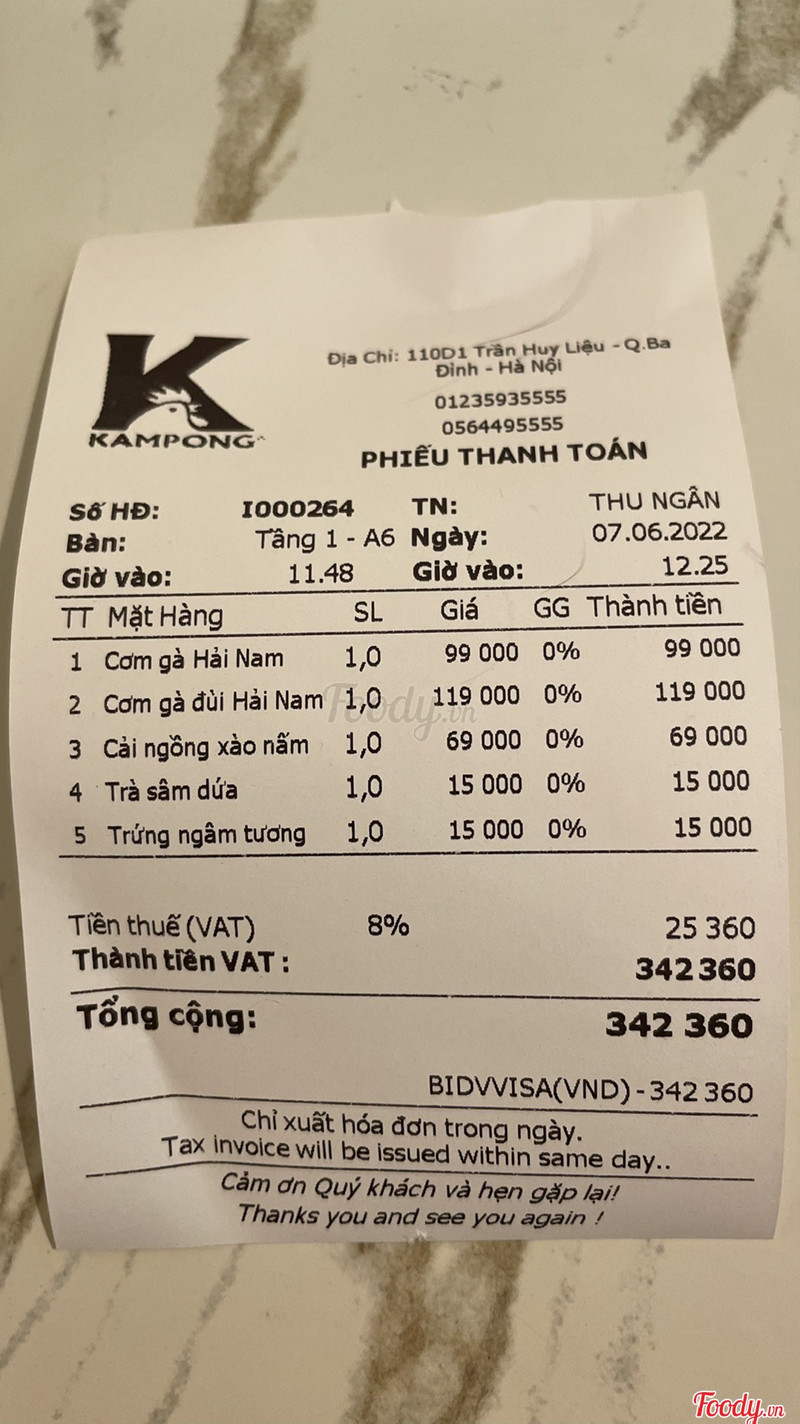 KAMPONG
Địa Chỉ: 110D1 Trần Huy Liệu - Q.Ba
Đình - Hà Nội
01235935555
0564495555
PHIẾU THANH TOÁN
Số HĐ: I000264 TN: THU NGÂN
Bàn: Tầng 1 - A6 Ngày: 07.06.2022
Giờ vào: 11.48 Giờ vào: 12.25
TT Mặt Hàng SL Giá GG Thành tiền
1 Cơm gà Hải Nam 1,0 99 000 0% 99 000
2 Cơm gà đùi Hải Nam 1,0 119 000 0% 119 000
3 Cải ngồng xào nấm 1,0 69 000 0% 69 000
4 Trà sâm dứa 1,0 15 000 0% 15 000
5 Trứng ngâm tương 1,0 15 000 0% 15 000
Foody.vn
Tiền thuế (VAT) 8% 25 360
Thành tiền VAT : 342 360
Tổng cộng: 342 360
BIDVVISA(VND) - 342 360
Chỉ xuất hóa đơn trong ngày.
Tax invoice will be issued within same day..
Cảm ơn Quý khách và hẹn gặp lại!
Thanks you and see you again !
Foody.vn